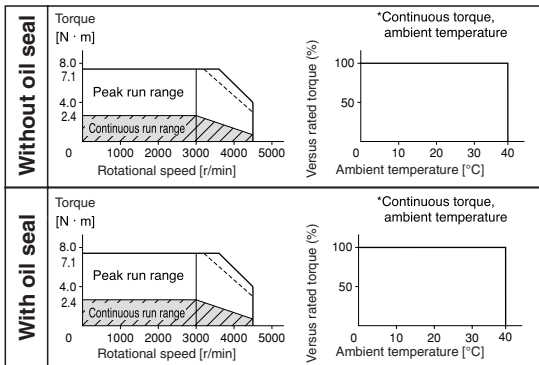 Without oil seal
Torque
[N · m]
8.0
7.1
4.0
2.4
0
Peak run range
Continuous run range
1000 2000 3000 4000 5000
Rotational speed [r/min]
*Continuous torque,
ambient temperature
Versus rated torque (%)
100
50
0 10 20 30 40
Ambient temperature [°C]
With oil seal
Torque
[N · m]
8.0
7.1
4.0
2.4
0
Peak run range
Continuous run range
1000 2000 3000 4000 5000
Rotational speed [r/min]
*Continuous torque,
ambient temperature
Versus rated torque (%)
100
50
0 10 20 30 40
Ambient temperature [°C]